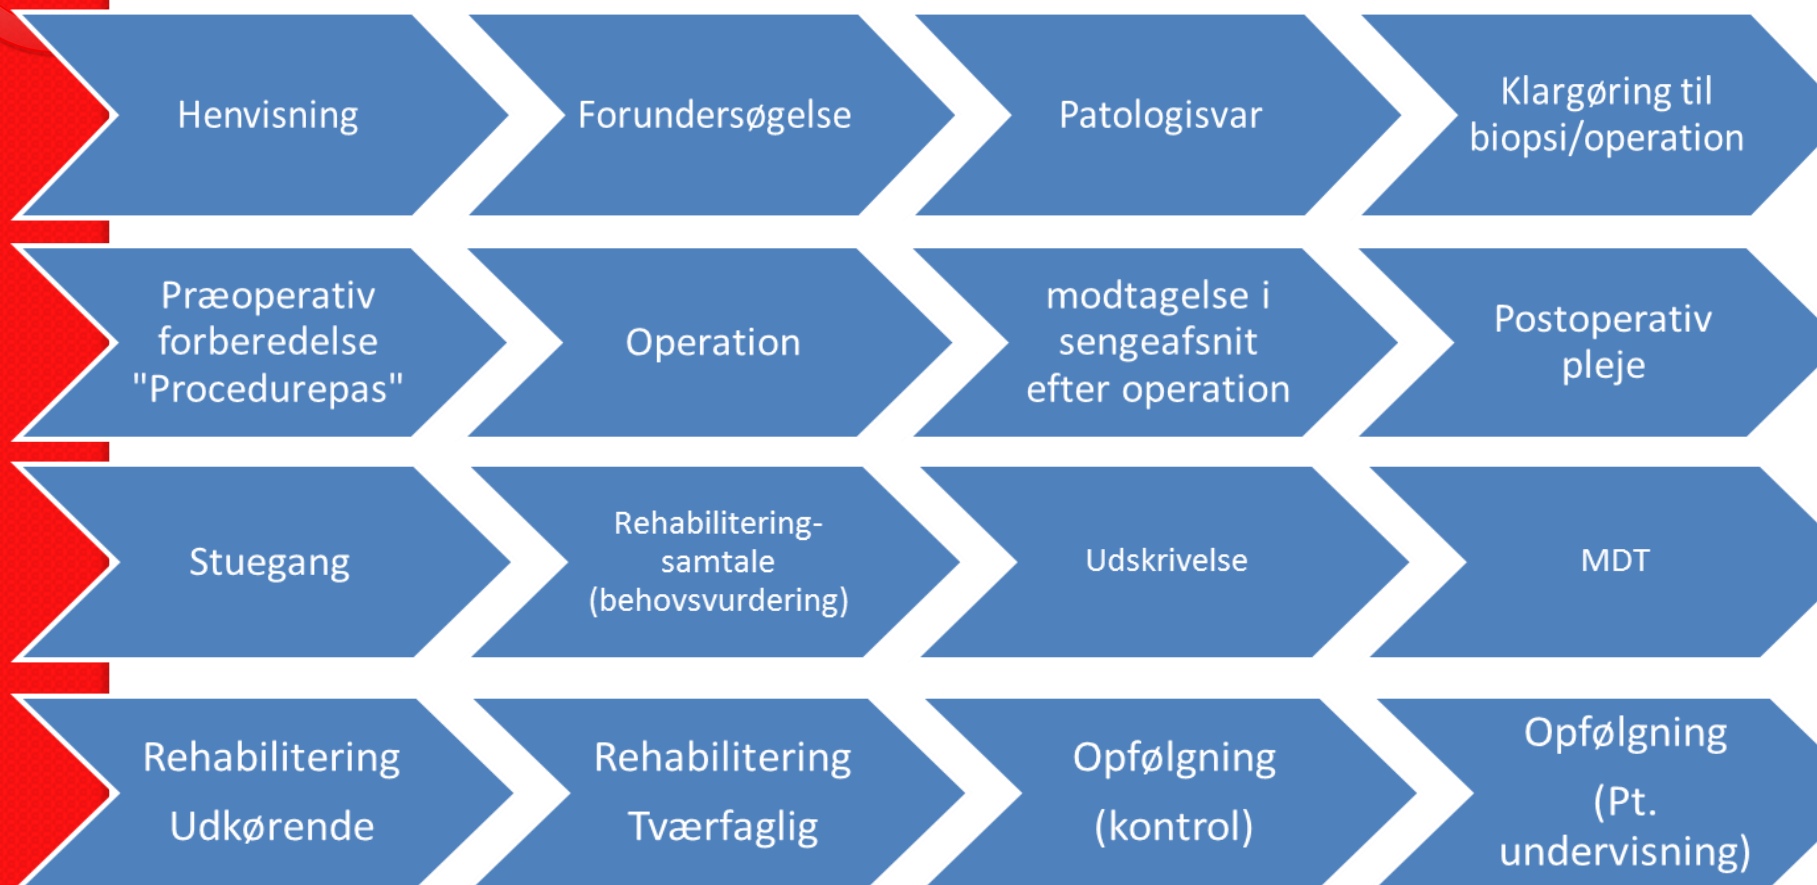 Henvisning
Forundersøgelse
Patologisvar
Klargøring til
biopsi/operation
Præoperativ
forberedelse
"Procedurepas"
Operation
modtagelse i
sengeafsnit
efter operation
Postoperativ
pleje
Stuegang
Rehabilitering-
samtale
(behovsvurdering)
Udskrivelse
MDT
Rehabilitering
Udkørende
Rehabilitering
Tværfaglig
Opfølgning
(kontrol)
Opfølgning
(Pt.
undervisning)